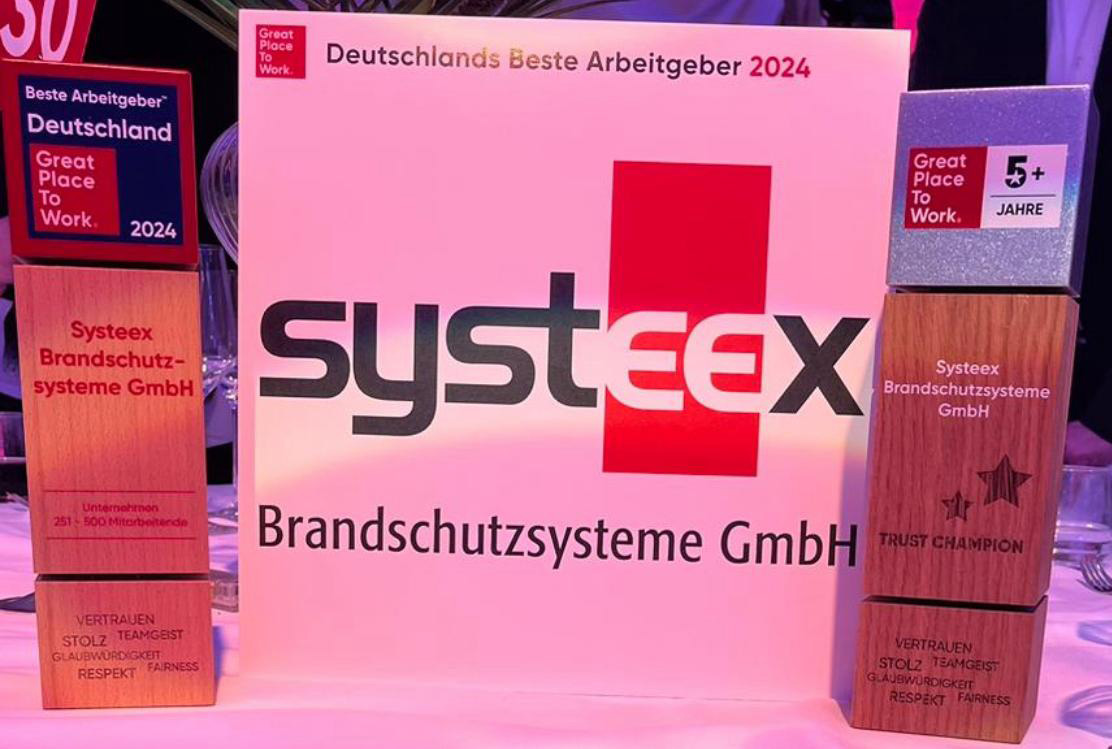 30
Beste Arbeitgeber™
Deutschland
Great
Place
To
Work.
2024
Systeex
Brandschutz-
systeme GmbH
Unternehmen
251 - 500 Mitarbeitende
VERTRAUEN
STOLZ TEAMGEIST
GLAUBWÜRDIGKEIT
RESPEKT FAIRNESS
Great
Place
To
Work.
Deutschlands Beste Arbeitgeber 2024
systeex
Brandschutzsysteme GmbH
Great
Place
To
Work.
5+
JAHRE
Systeex
Brandschutzsysteme
GmbH
TRUST CHAMPION
VERTRAUEN
STOLZ TEAMGEIST
GLAUBWÜRDIGKEIT
RESPEKT FAIRNESS